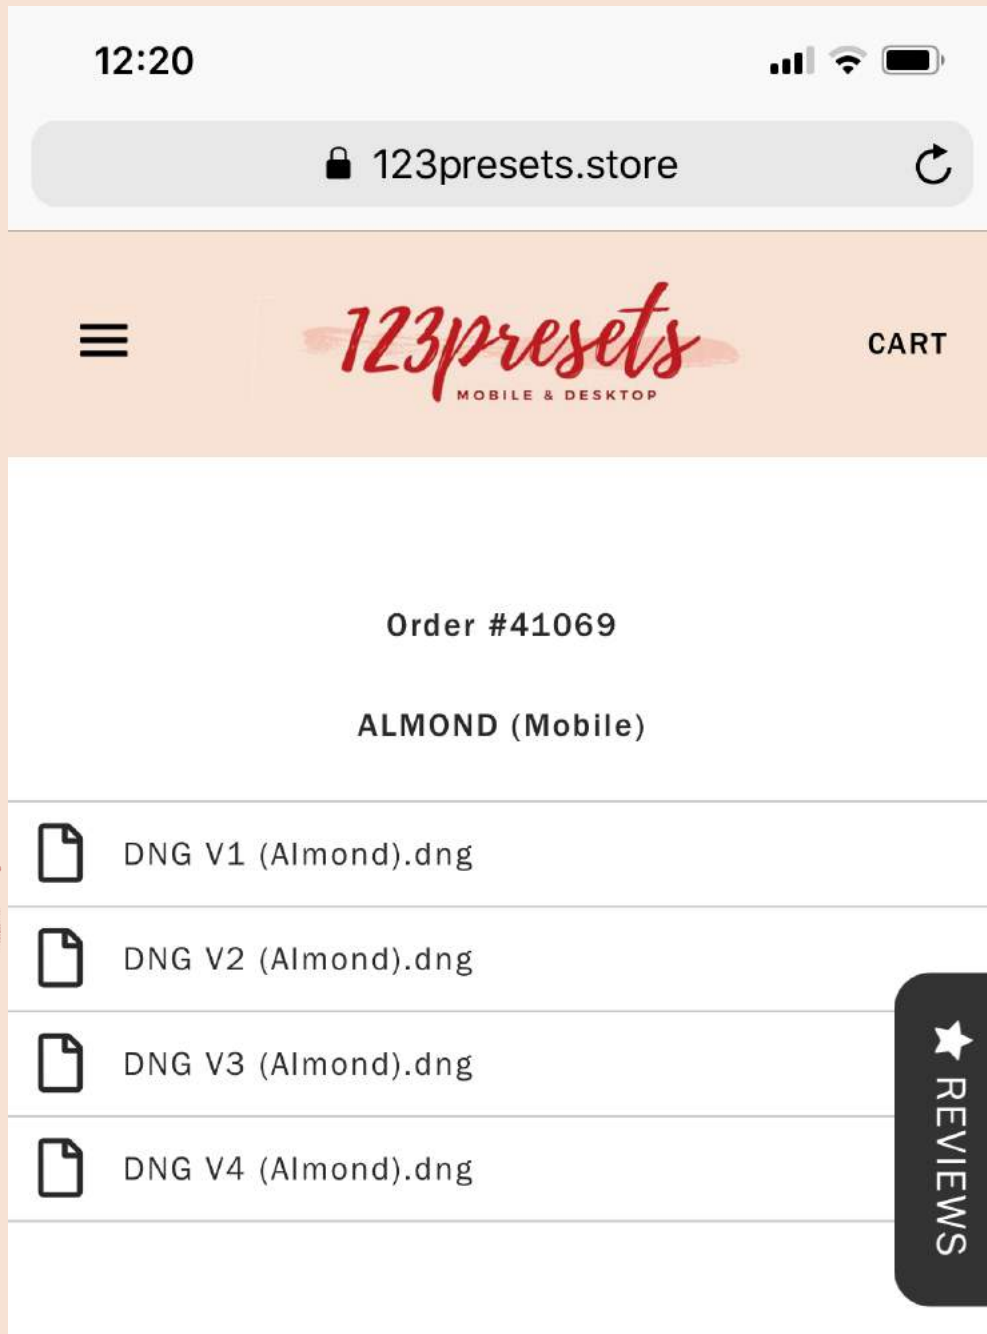 12:20
123presets.store
123presets
MOBILE & DESKTOP
CART
Order #41069
ALMOND (Mobile)
DNG V1 (Almond).dng
DNG V2 (Almond).dng
DNG V3 (Almond).dng
DNG V4 (Almond).dng
REVIEWS